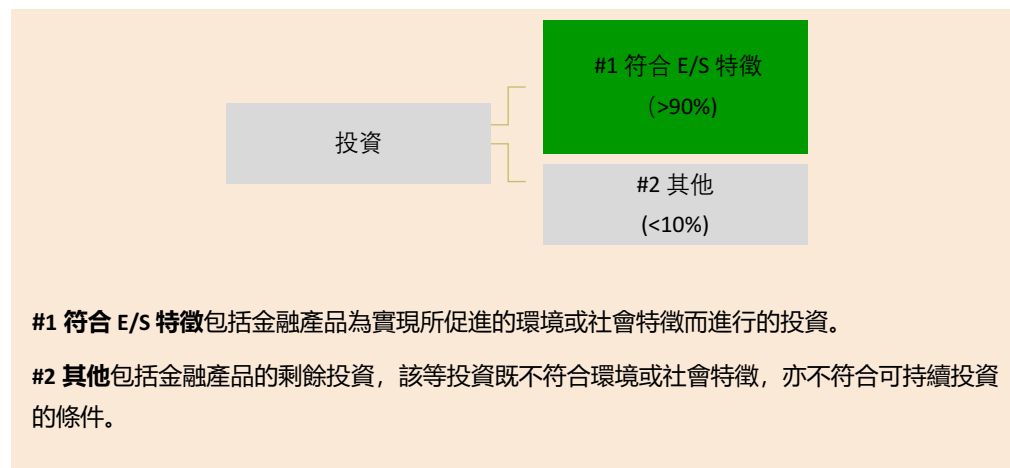 #1 符合 E/S 特徵
（>90%)
投資
#2 其他
(<10%)
#1 符合 E/S 特徵包括金融產品為實現所促進的環境或社會特徵而進行的投資。
#2 其他包括金融產品的剩餘投資，該等投資既不符合環境或社會特徵，亦不符合可持續投資
的條件。